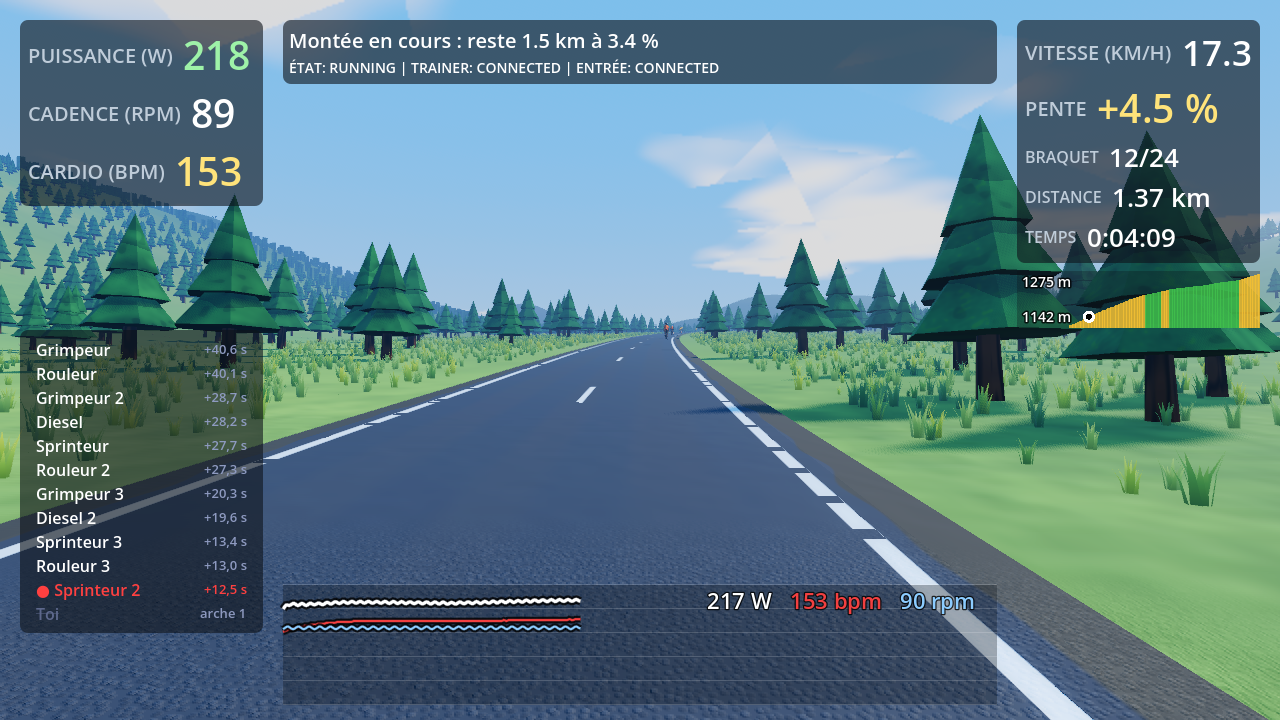 PUISSANCE (W) 218
CADENCE (RPM) 89
CARDIO (BPM) 153
Montée en cours : reste 1.5 km à 3.4 %
ÉTAT: RUNNING | TRAINER: CONNECTED | ENTRÉE: CONNECTED
VITESSE (KM/H) 17.3
PENTE +4.5 %
BRAQUET 12/24
DISTANCE 1.37 km
TEMPS 0:04:09
1275 m
1142 m
Grimpeur +40,6 s
Rouleur +40,1 s
Grimpeur 2 +28,7 s
Diesel +28,2 s
Sprinteur +27,7 s
Rouleur 2 +27,3 s
Grimpeur 3 +20,3 s
Diesel 2 +19,6 s
Sprinteur 3 +13,4 s
Rouleur 3 +13,0 s
Sprinteur 2 +12,5 s
Toi arche 1
217 W 153 bpm 90 rpm